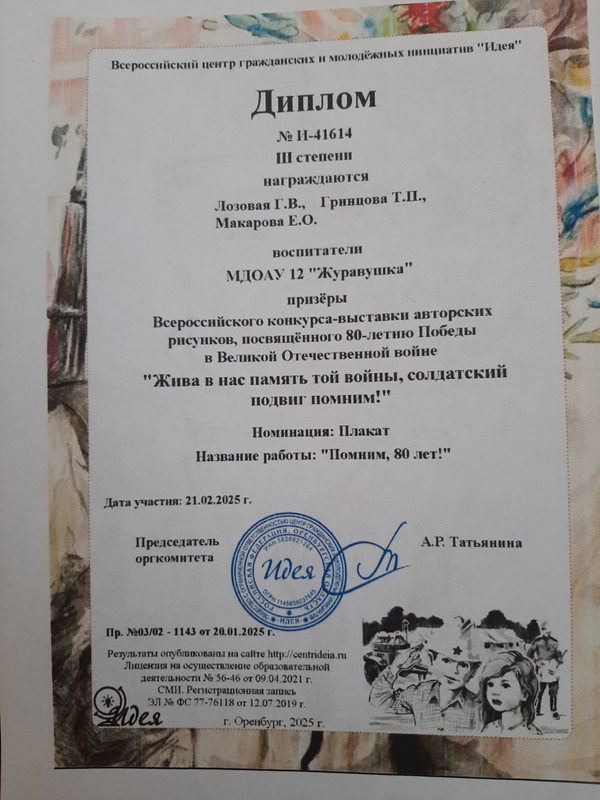 Всероссийский центр гражданских и молодёжных инициатив "Идея"
Диплом
№ И-41614
III степени
награждаются
Лозовая Г.В., Гринцова Т.П.,
Макарова Е.О.
воспитатели
МДОАУ 12 "Журавушка"
призёры
Всероссийского конкурса-выставки авторских
рисунков, посвящённого 80-летию Победы
в Великой Отечественной войне
"Жива в нас память той войны, солдатский
подвиг помним!"
Номинация: Плакат
Название работы: "Помним, 80 лет!"
Дата участия: 21.02.2025 г.
Председатель
оргкомитета
Идея
А.Р. Татьянина
Пр. №03/02 - 1143 от 20.01.2025 г.
Результаты опубликованы на сайте http://centrideia.ru
Лицензия на осуществление образовательной
деятельности № 56-46 от 09.04.2021 г.
СМИ. Регистрационная запись
ЭЛ № ФС 77-76118 от 12.07.2019 г.
Идея
г. Оренбург, 2025 г.